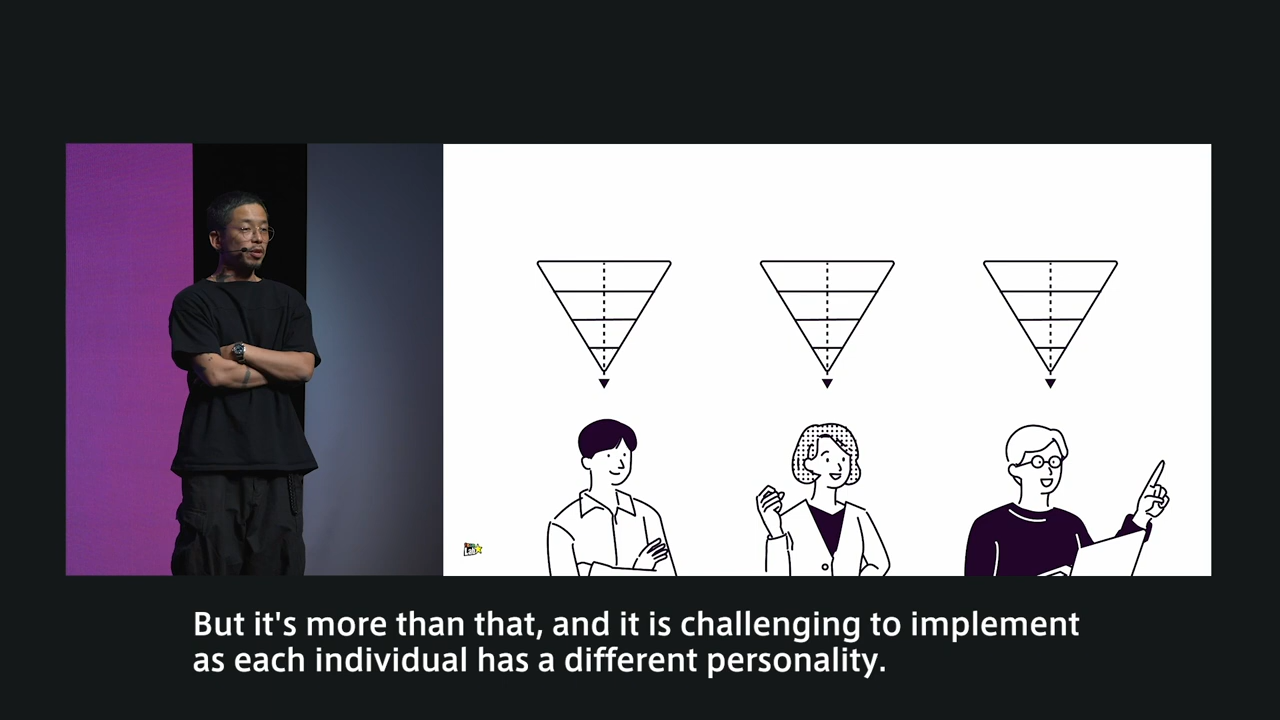 But it's more than that, and it is challenging to implement
as each individual has a different personality.